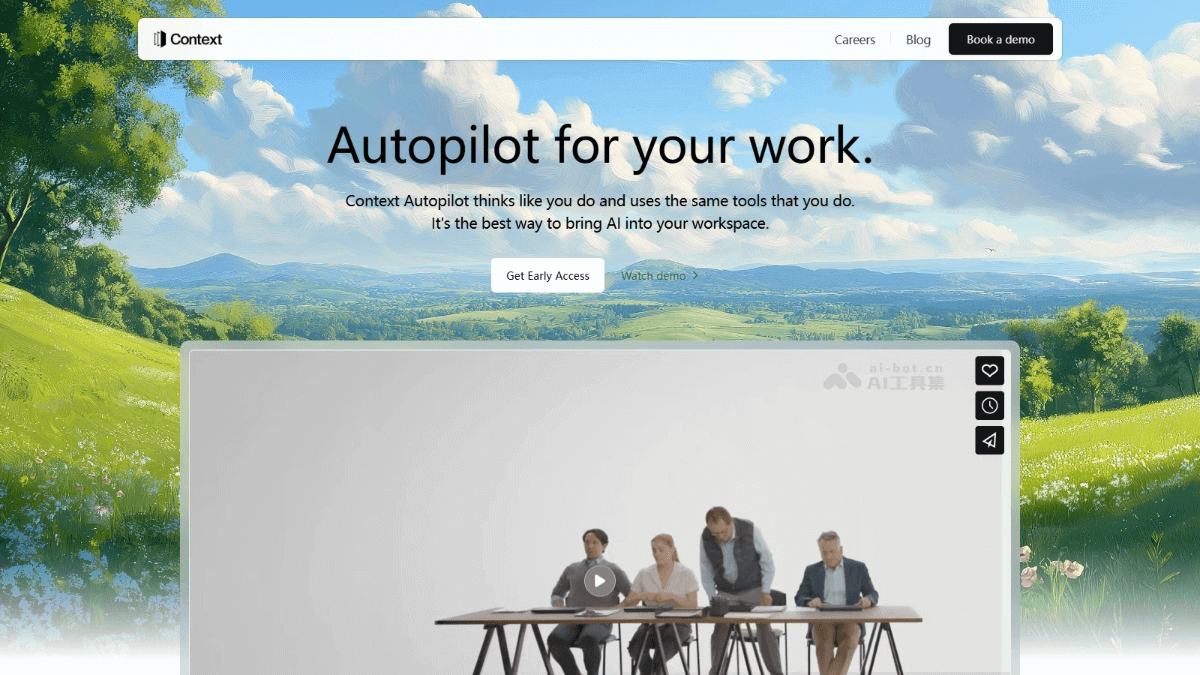 Context
Careers
Blog
Book a demo
Autopilot for your work.
Context Autopilot thinks like you do and uses the same tools that you do.
It's the best way to bring AI into your workspace.
Get Early Access
Watch demo
ai-bot.cn
AI工具集